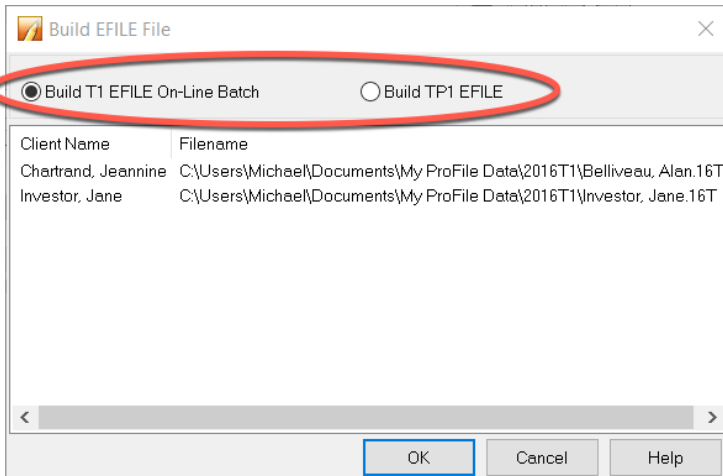 Build EFILE File
Build T1 EFILE On-Line Batch Build TP1 EFILE
Client Name Filename
Chartrand, Jeannine C:\Users\Michael\Documents\My ProFile Data\2016T1\Belliveau, Alan.16T
Investor, Jane C:\Users\Michael\Documents\My ProFile Data\2016T1\Investor, Jane.16T
OK Cancel Help